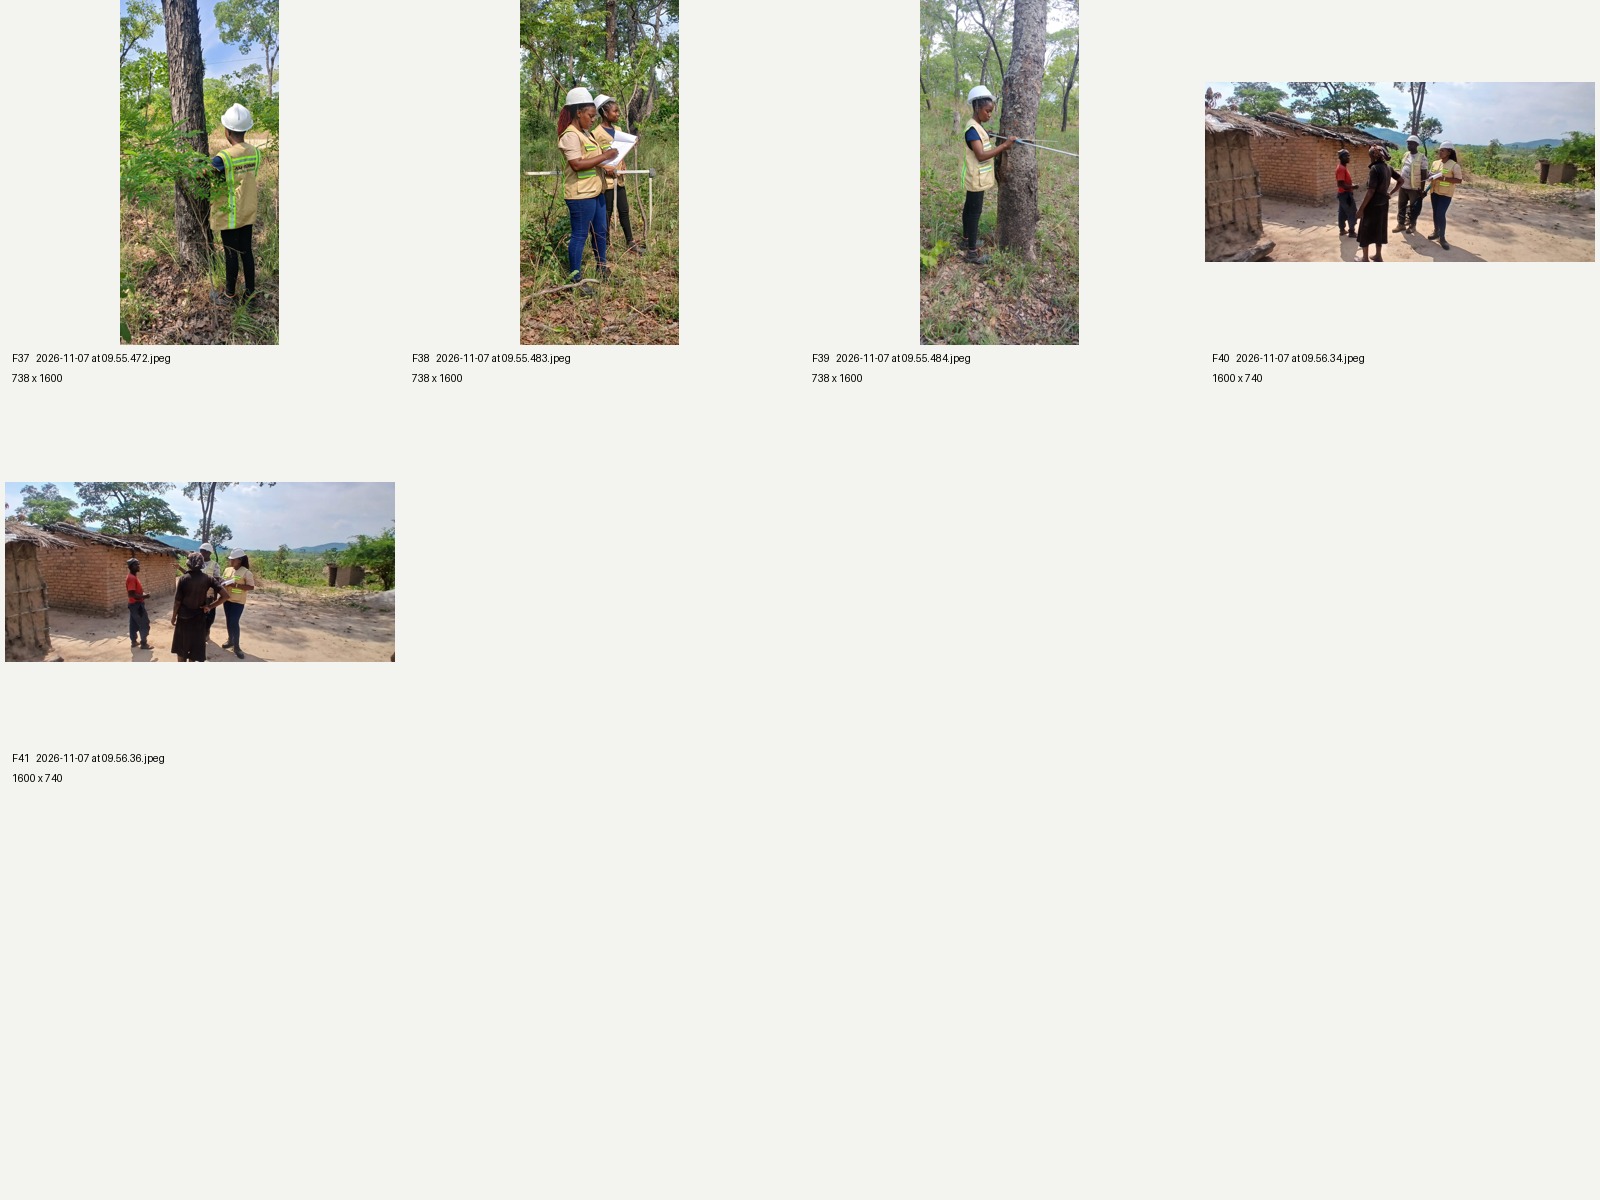 F37 2026-11-07 at 09.55.472.jpeg
738 x 1600
F38 2026-11-07 at 09.55.483.jpeg
738 x 1600
F39 2026-11-07 at 09.55.484.jpeg
738 x 1600
F40 2026-11-07 at 09.56.34.jpeg
1600 x 740
F41 2026-11-07 at 09.56.36.jpeg
1600 x 740